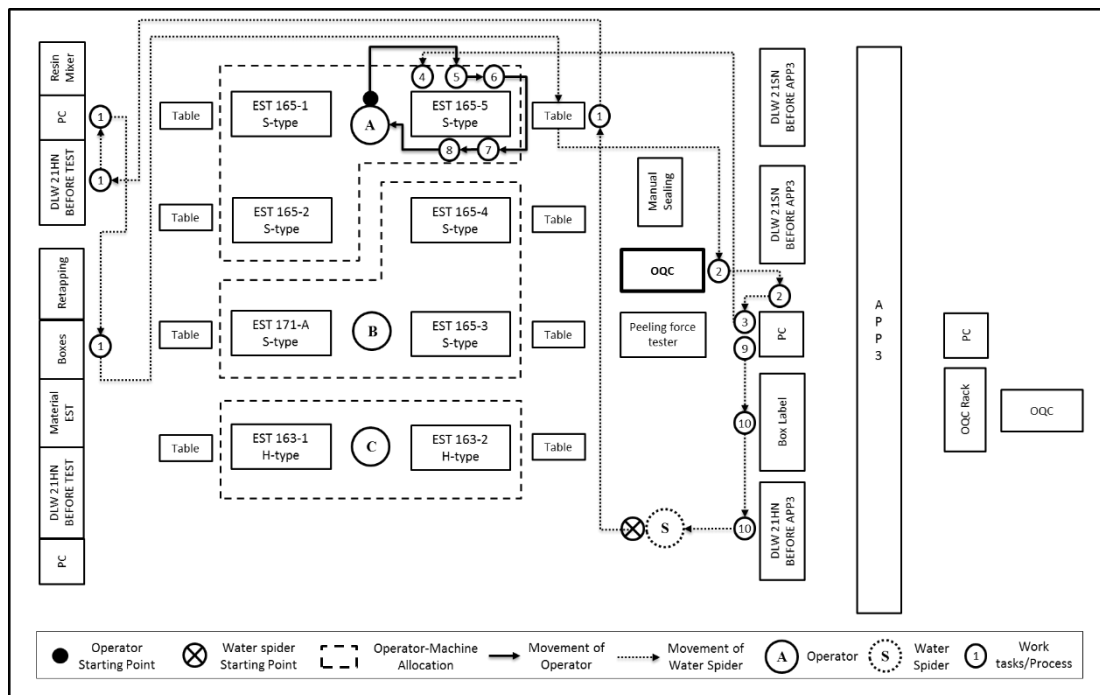 Resin
Mixer
PC
DLW 21HN
BEFORE TEST
Retapping
Boxes
Material
EST
DLW 21HN
BEFORE TEST
PC
1
1
1
Table
Table
Table
Table
EST 165-1
S-type
EST 165-2
S-type
EST 171-A
S-type
EST 163-1
H-type
A
B
C
4
5
6
EST 165-5
S-type
8
7
EST 165-4
S-type
EST 165-3
S-type
EST 163-2
H-type
Table
1
Table
Table
Table
Manual
Sealing
OQC
2
Peeling force
tester
2
3
9
10
10
S
DLW 21SN
BEFORE APP3
DLW 21SN
BEFORE APP3
PC
Box Label
DLW 21HN
BEFORE APP3
A
P
P
3
PC
OQC Rack
OQC
Operator
Starting Point
Water spider
Starting Point
Operator-Machine
Allocation
Movement
of Operator
Movement of
Water Spider
A
Operator
S
Water
Spider
1
Work
tasks/Process